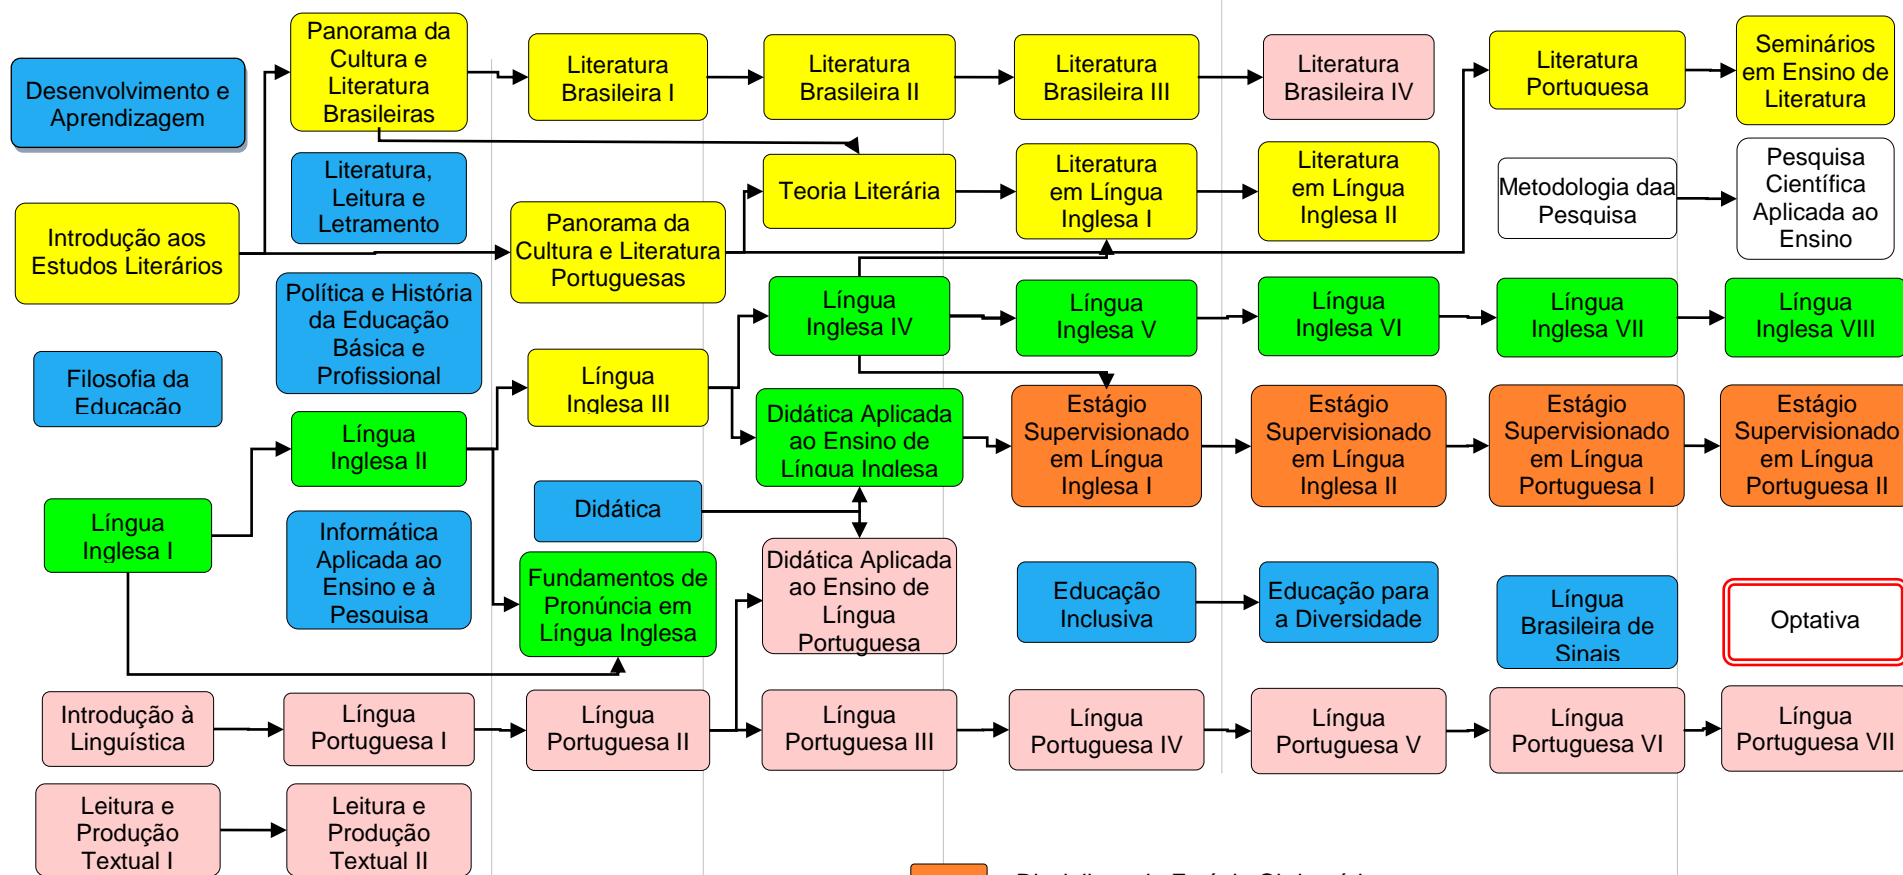 Desenvolvimento e
Aprendizagem
Introdução aos
Estudos Literários
Filosofia da
Educação
Língua
Inglesa I
Introdução à
Linguística
Leitura e
Produção
Textual I
Panorama da
Cultura e
Literatura
Brasileiras
Literatura,
Leitura e
Letramento
Política e História
da Educação
Básica e
Profissional
Língua
Inglesa II
Informática
Aplicada ao
Ensino e à
Pesquisa
Língua
Portuguesa I
Leitura e
Produção
Textual II
Literatura
Brasileira I
Panorama da
Cultura e Literatura
Portuguesas
Língua
Inglesa III
Didática
Fundamentos de
Pronúncia em
Língua Inglesa
Língua
Portuguesa II
Literatura
Brasileira II
Teoria Literária
Língua
Inglesa IV
Didática Aplicada
ao Ensino de
Língua Inglesa
Didática Aplicada
ao Ensino de
Língua
Portuguesa
Língua
Portuguesa III
Literatura
Brasileira III
Literatura
em Língua
Inglesa I
Língua
Inglesa V
Estágio
Supervisionado
em Língua
Inglesa I
Educação
Inclusiva
Língua
Portuguesa IV
Literatura
Brasileira IV
Literatura
em Língua
Inglesa II
Língua
Inglesa VI
Estágio
Supervisionado
em Língua
Inglesa II
Educação para
a Diversidade
Língua
Portuguesa V
Literatura
Portuguesa
Metodologia daa
Pesquisa
Língua
Inglesa VII
Estágio
Supervisionado
em Língua
Portuguesa I
Língua
Brasileira de
Sinais
Língua
Portuguesa VI
Seminários
em Ensino de
Literatura
Pesquisa
Científica
Aplicada ao
Ensino
Língua
Inglesa VIII
Estágio
Supervisionado
em Língua
Portuguesa II
Optativa
Língua
Portuguesa VII